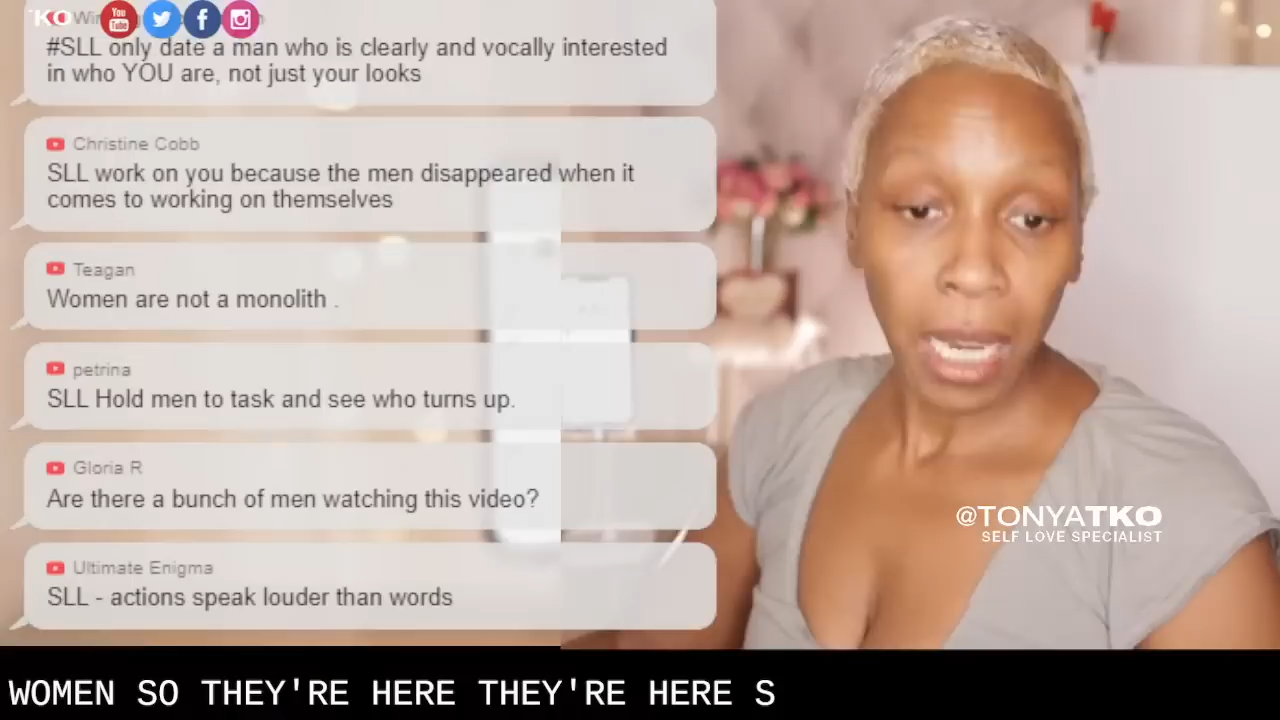 TKO
#SLL only date a man who is clearly and vocally interested
in who YOU are, not just your looks
Christine Cobb
SLL work on you because the men disappeared when it
comes to working on themselves
Teagan
Women are not a monolith .
petrina
SLL Hold men to task and see who turns up.
Gloria R
Are there a bunch of men watching this video?
Ultimate Enigma
SLL - actions speak louder than words
@TONYATKO
SELF LOVE SPECIALIST
WOMEN SO THEY'RE HERE THEY'RE HERE S